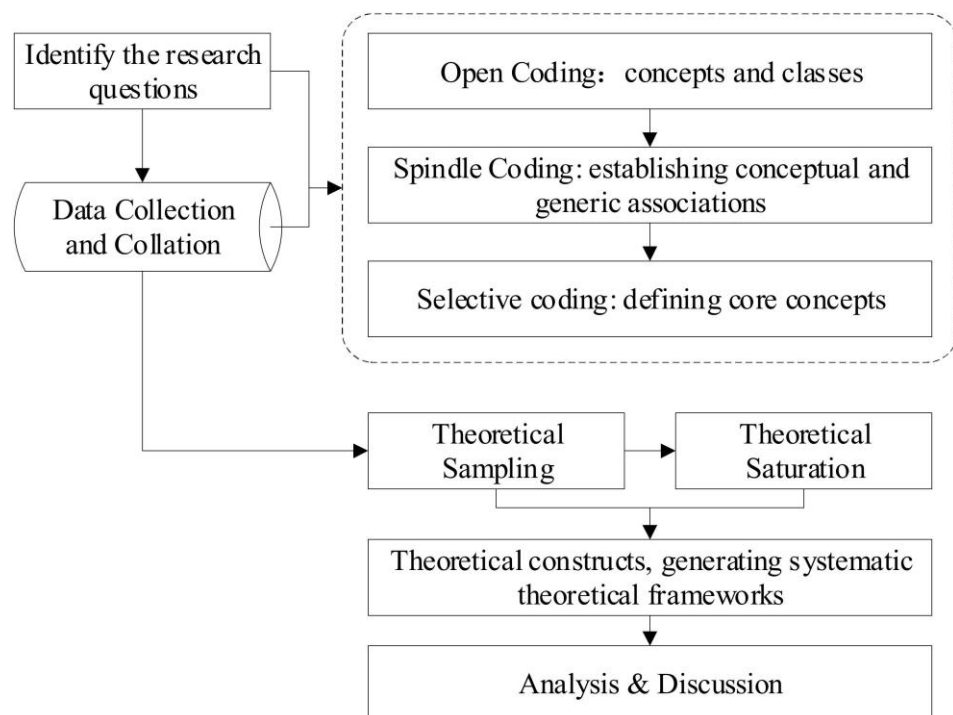 Identify the research
questions
Data Collection
and Collation
Open Coding：concepts and classes
Spindle Coding: establishing conceptual and
generic associations
Selective coding: defining core concepts
Theoretical
Sampling
Theoretical
Saturation
Theoretical constructs, generating systematic
theoretical frameworks
Analysis & Discussion